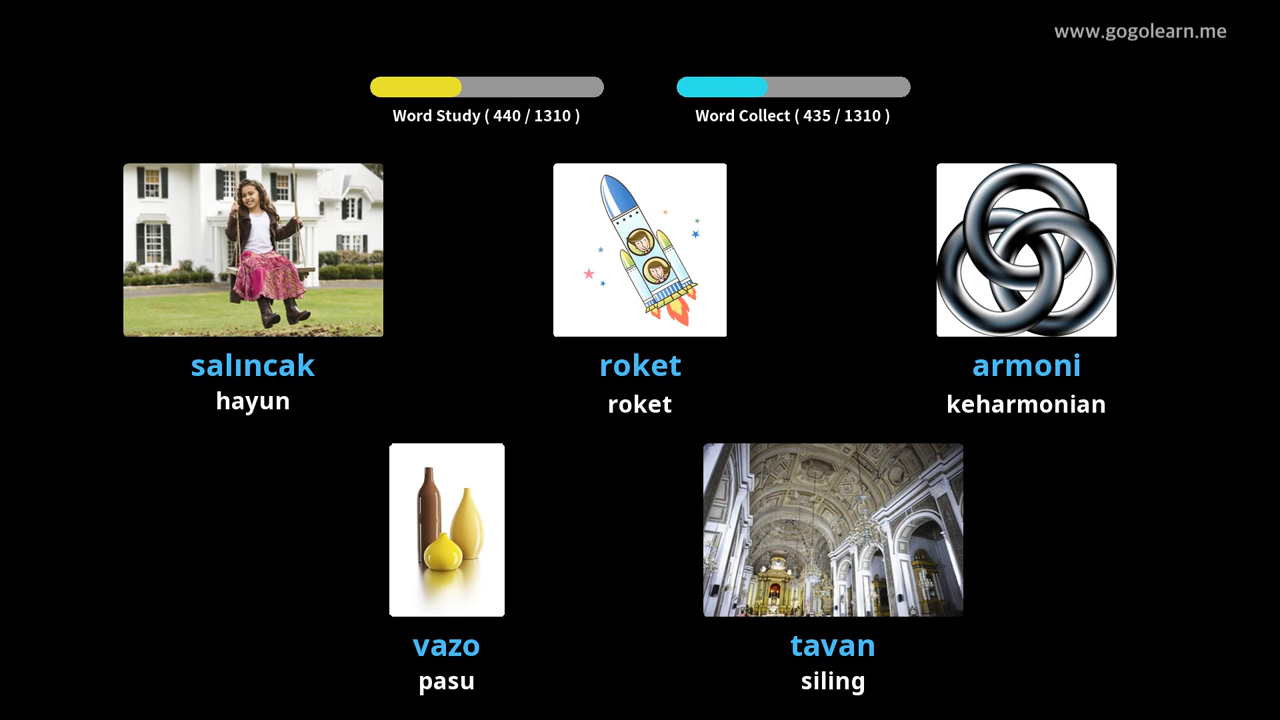 www.gogolearn.me
Word Study ( 440 / 1310 )
Word Collect ( 435 / 1310 )
salıncak
hayun
roket
roket
armoni
keharmonian
vazo
pasu
tavan
siling